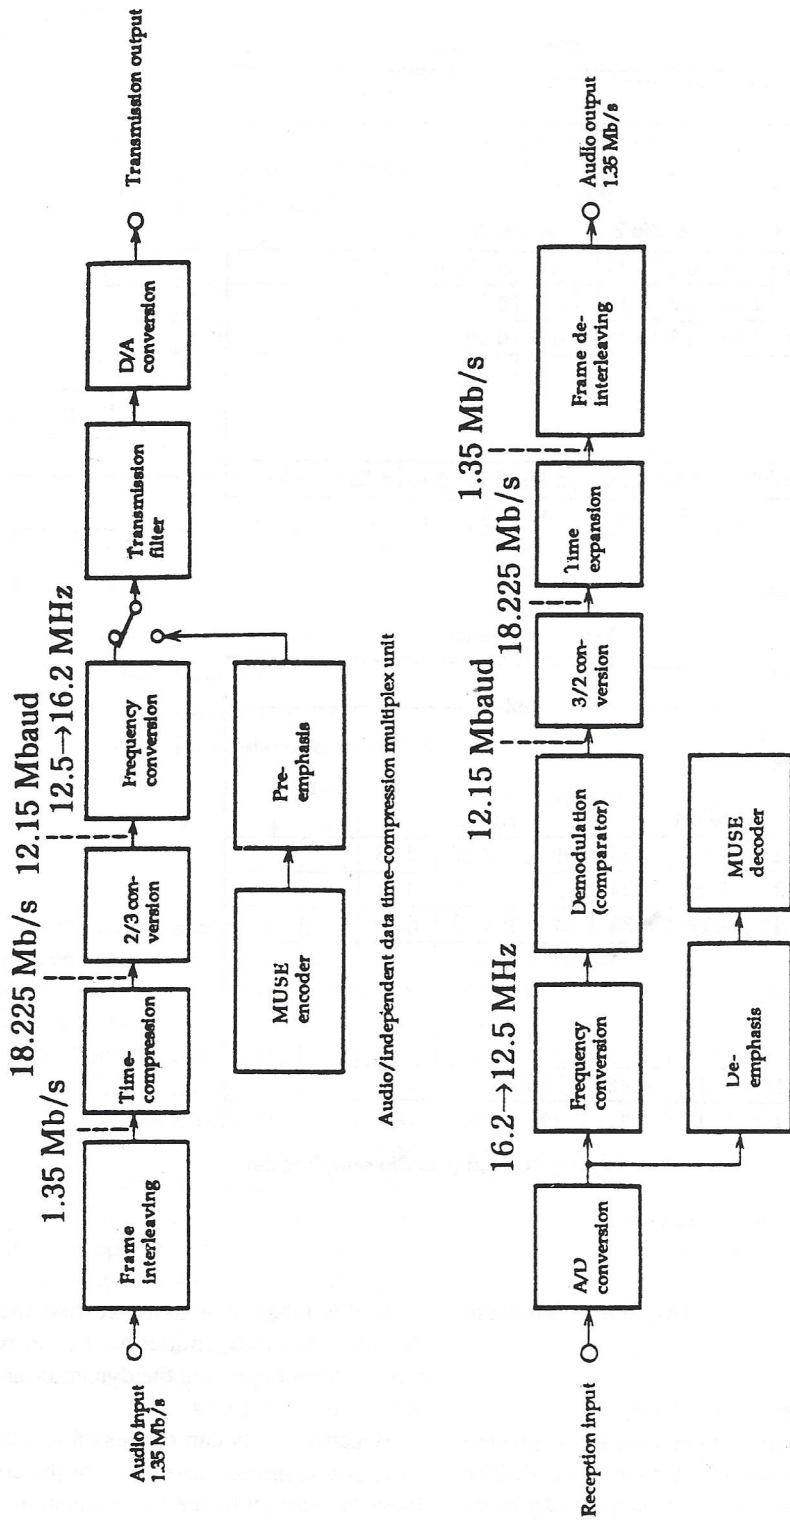 Audio input
1.35 Mb/s
Frame
interleaving
1.35 Mb/s
Time-
compression
18.225 Mb/s
2/3 con-
version
12.15 Mbaud
12.5→16.2 MHz
Frequency
conversion
Transmission
filter
D/A
conversion
Transmission output
MUSE
encoder
Pre-
emphasis
Audio/independent data time-compression multiplex unit
Reception input
A/D
conversion
16.2→12.5 MHz
Frequency
conversion
Demodulation
(comparator)
12.15 Mbaud
3/2 con-
version
18.225 Mb/s
Time
expansion
1.35 Mb/s
Frame de-
interleaving
Audio output
1.35 Mb/s
De-
emphasis
MUSE
decoder